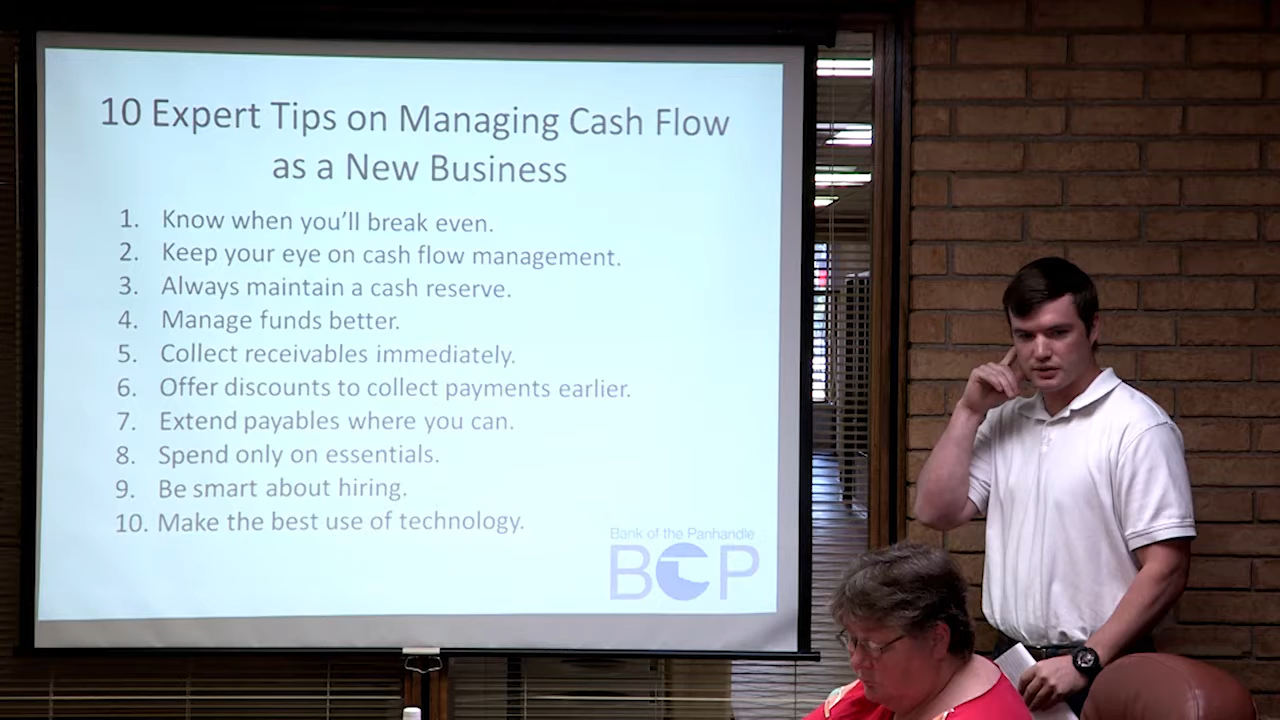 10 Expert Tips on Managing Cash Flow
as a New Business
1. Know when you'll break even.
2. Keep your eye on cash flow management.
3. Always maintain a cash reserve.
4. Manage funds better.
5. Collect receivables immediately.
6. Offer discounts to collect payments earlier.
7. Extend payables where you can.
8. Spend only on essentials.
9. Be smart about hiring.
10. Make the best use of technology.
Bank of the Panhandle
BOP